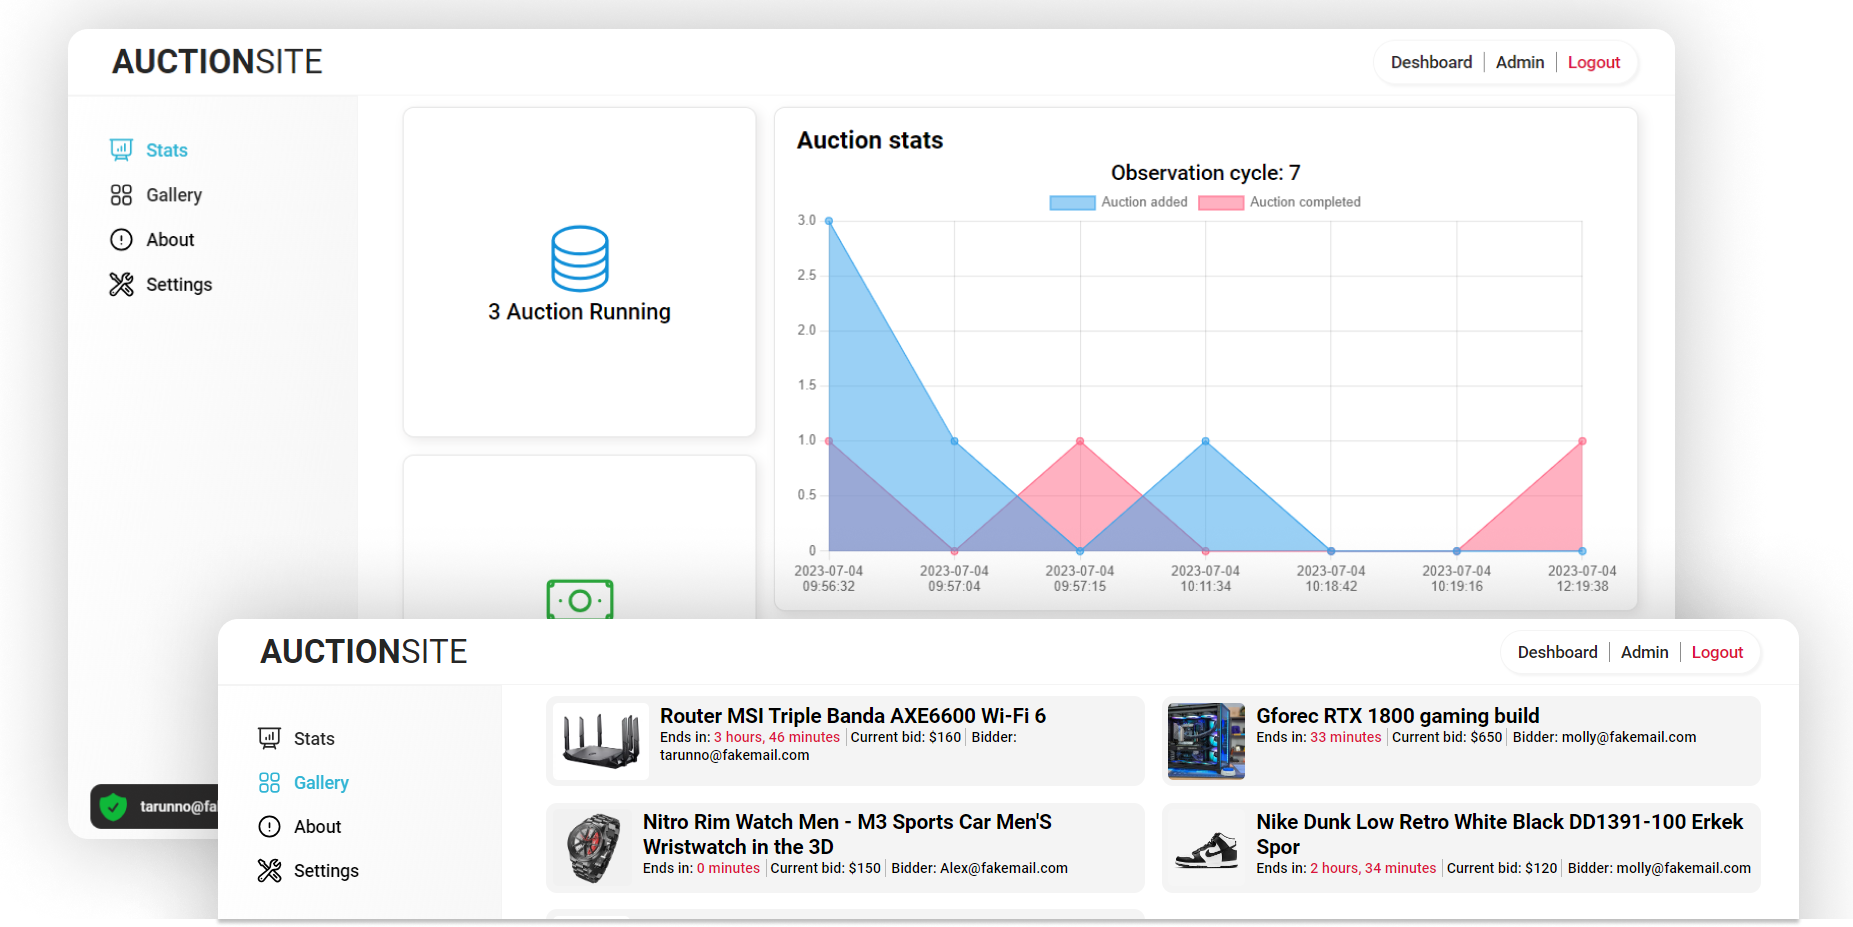 AUCTIONSITE
Deshboard Admin Logout
Stats
Gallery
About
Settings
3 Auction Running
Auction stats
Observation cycle: 7
Auction added Auction completed
3.0
2.5
2.0
1.5
1.0
0.5
0
2023-07-04 2023-07-04 2023-07-04 2023-07-04 2023-07-04 2023-07-04 2023-07-04
09:56:32 09:57:04 09:57:15 10:11:34 10:18:42 10:19:16 12:19:38
tarunno@fa
AUCTIONSITE
Deshboard Admin Logout
Stats
Gallery
About
Settings
Router MSI Triple Banda AXE6600 Wi-Fi 6
Ends in: 3 hours, 46 minutes Current bid: $160 Bidder:
tarunno@fakemail.com
Gforec RTX 1800 gaming build
Ends in: 33 minutes Current bid: $650 Bidder: molly@fakemail.com
Nitro Rim Watch Men - M3 Sports Car Men'S
Wristwatch in the 3D
Ends in: 0 minutes Current bid: $150 Bidder: Alex@fakemail.com
Nike Dunk Low Retro White Black DD1391-100 Erkek
Spor
Ends in: 2 hours, 34 minutes Current bid: $120 Bidder: molly@fakemail.com